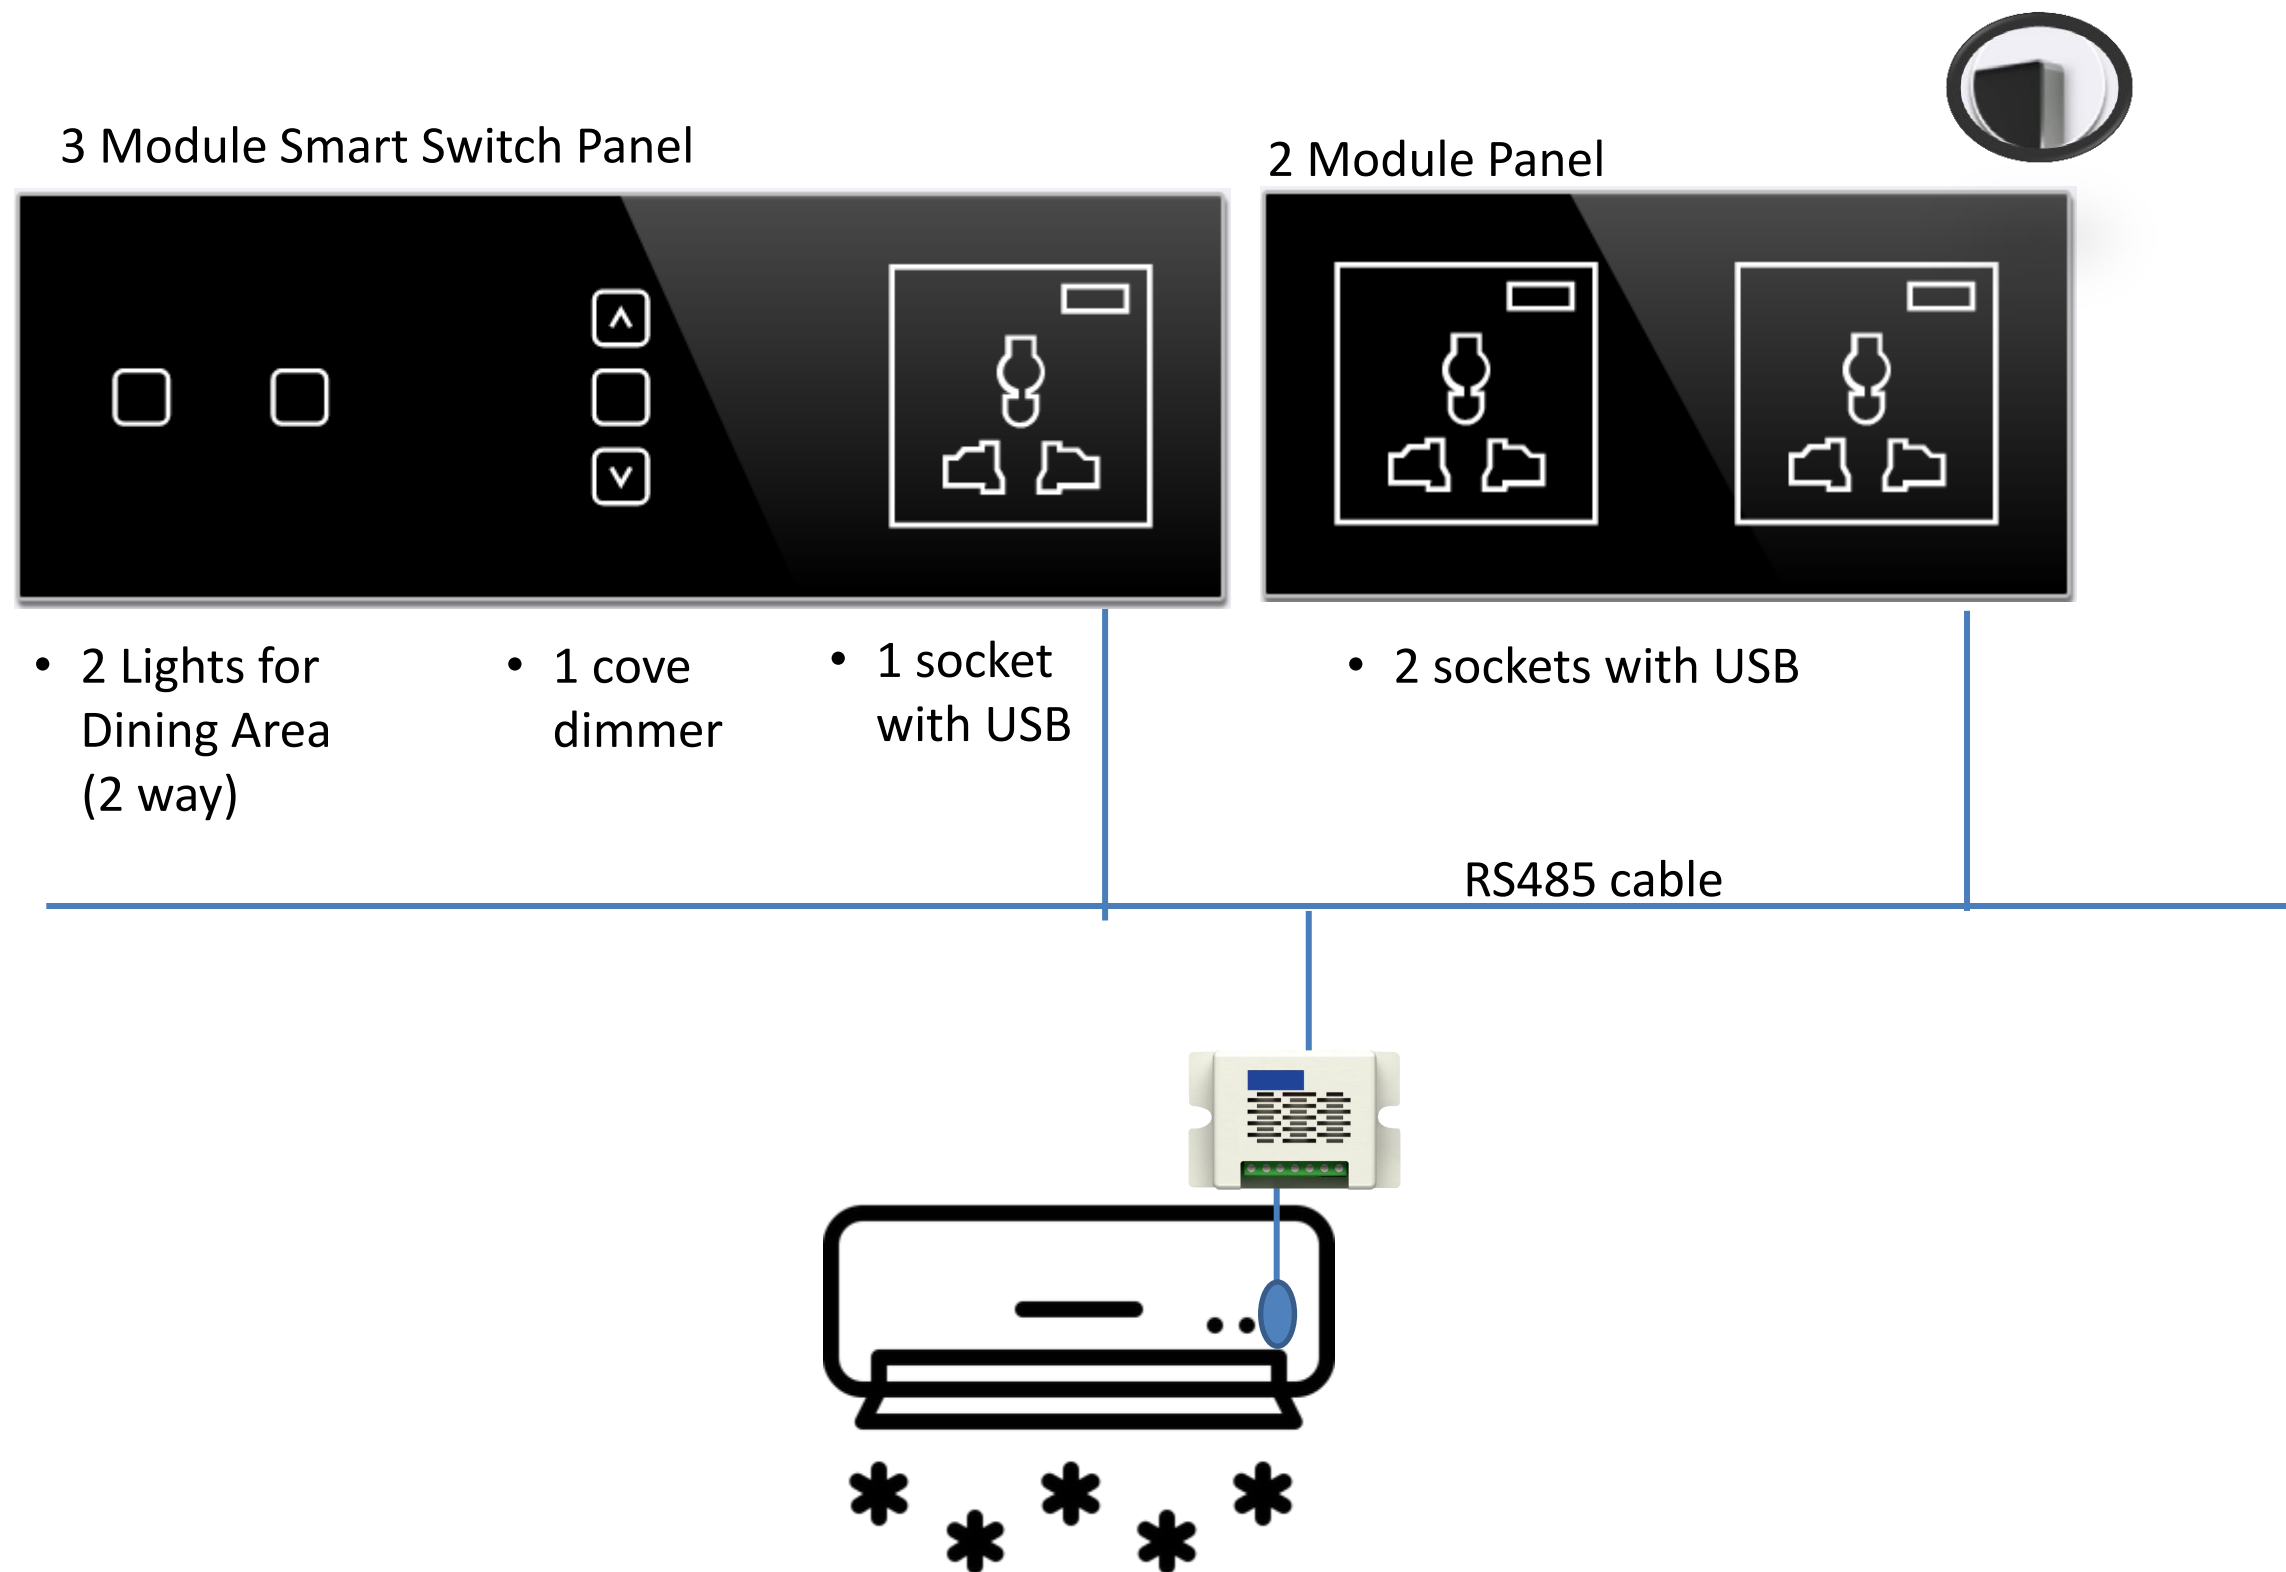 3 Module Smart Switch Panel
2 Module Panel
• 2 Lights for
Dining Area
(2 way)
• 1 cove
dimmer
• 1 socket
with USB
• 2 sockets with USB
RS485 cable